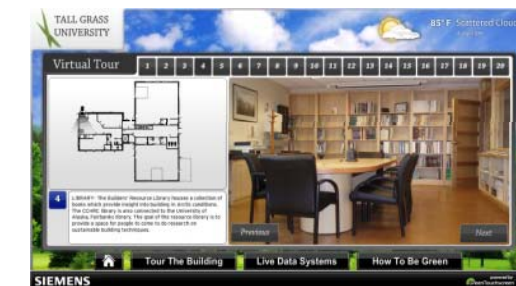 TALL GRASS
UNIVERSITY
85° F Scattered Clouds
Virtual Tour
1 2 3 4 5 6 7 8 9 10 11 12 13 14 15 16 17 18 19 20
4
LIBRARY: The Builders' Resource Library houses a collection of
books which provide insight into building in arctic conditions.
The CCHRC library is also connected to the University of
Alaska, Fairbanks library. The goal of the resource library is to
provide a space for people to come to do research on
sustainable building techniques.
Previous
Next
Tour The Building
Live Data Systems
How To Be Green
SIEMENS
powered by
GreenTouchscreen